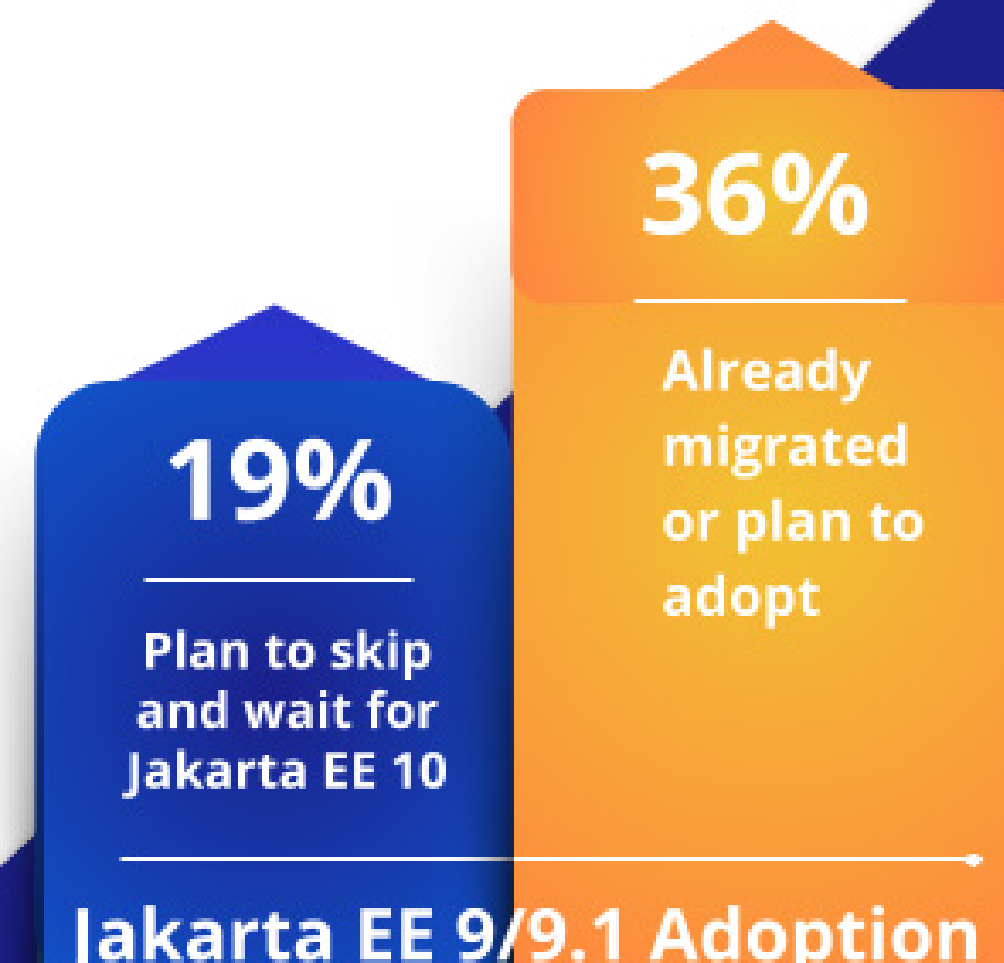 36%
Already
migrated
or plan to
adopt
19%
Plan to skip
and wait for
Jakarta EE 10
Jakarta EE 9/9.1 Adoption